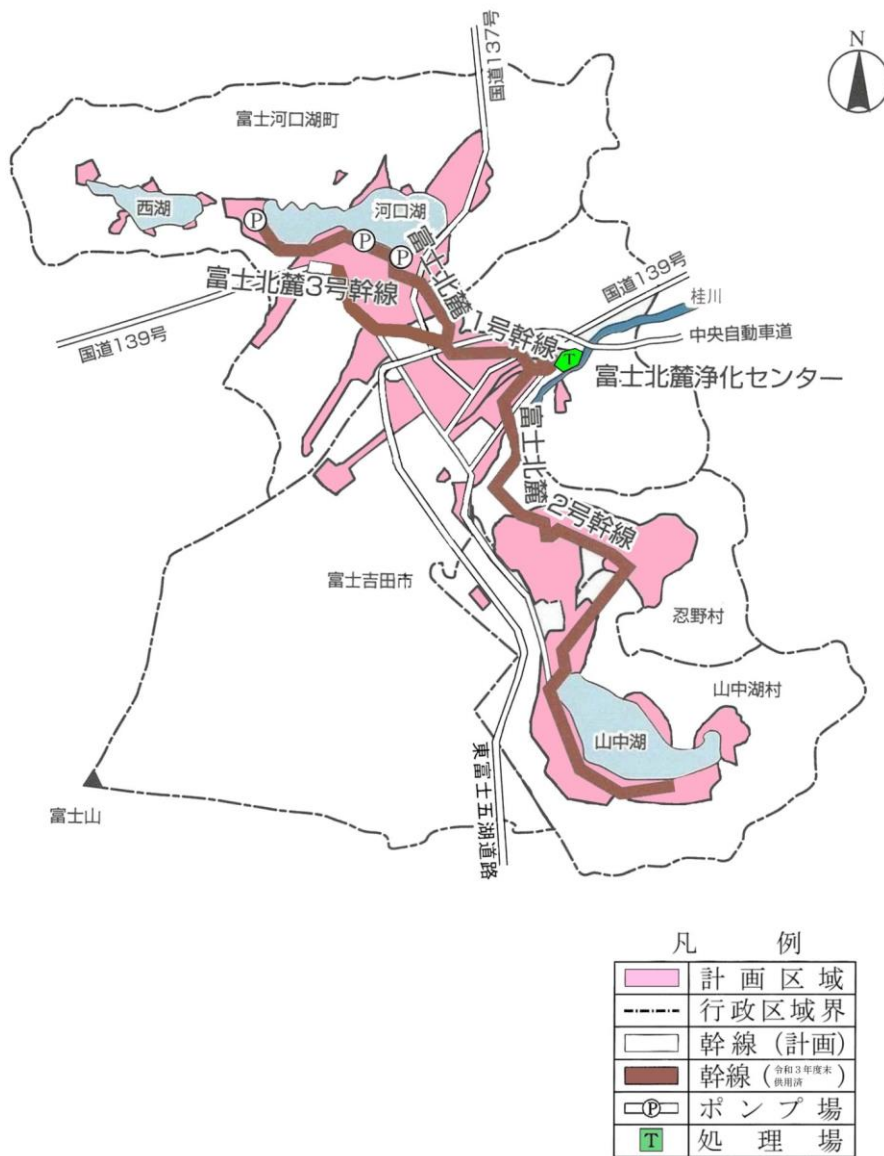 N
国道137号
富士河口湖町
西湖
河口湖
P
P
P
富士北麓
1号幹線
富士北麓3号幹線
国道139号
国道139号
桂川
中央自動車道
T
富士北麓浄化センター
富士北麓
2号幹線
富士吉田市
忍野村
山中湖村
山中湖
富士山
東富士五湖道路
凡 例
計画区域
行政区域界
幹線(計画)
幹線(令和3年度末供用済)
P ポンプ場
T 処理場